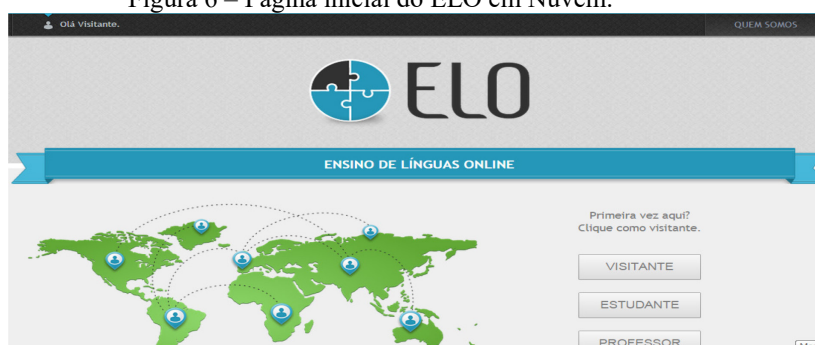 Figura 6 – Página inicial do ELO em Nuvem.
Olá Visitante.
QUEM SOMOS
ELO
ENSINO DE LÍNGUAS ONLINE
Primeira vez aqui?
Clique como visitante.
VISITANTE
ESTUDANTE
PROFESSOR